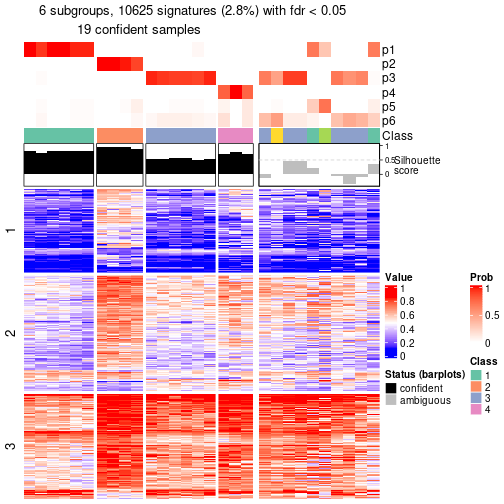 6 subgroups, 10625 signatures (2.8%) with fdr < 0.05
19 confident samples
p1
p2
p3
p4
p5
p6
Class
1
0.5
0
Silhouette
score
1
2
3
Value
1
0.8
0.6
0.4
0.2
0
Prob
1
0.5
0
Status (barplots)
confident
ambiguous
Class
1
2
3
4